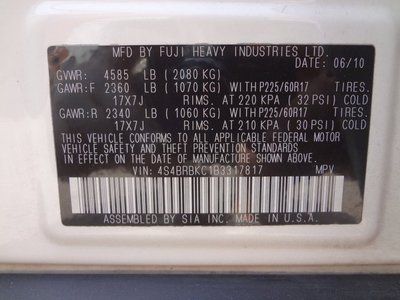 MFD BY FUJI HEAVY INDUSTRIES LTD.
DATE: 06/10
GVWR: 4585 LB (2080 KG)
GAWR:F 2360 LB (1070 KG) WITH P225/60R17 TIRES.
17X7J RIMS. AT 220 KPA (32 PSI) COLD
GAWR:R 2340 LB (1060 KG) WITH P225/60R17 TIRES.
17X7J RIMS. AT 210 KPA (30 PSI) COLD
THIS VEHICLE CONFORMS TO ALL APPLICABLE FEDERAL MOTOR
VEHICLE SAFETY AND THEFT PREVENTION STANDARDS IN EFFECT
ON THE DATE OF MANUFACTURE SHOWN ABOVE.
VIN: 4S4BRBKC1B3317817 MPV
ASSEMBLED BY SIA INC. IN U.S.A.